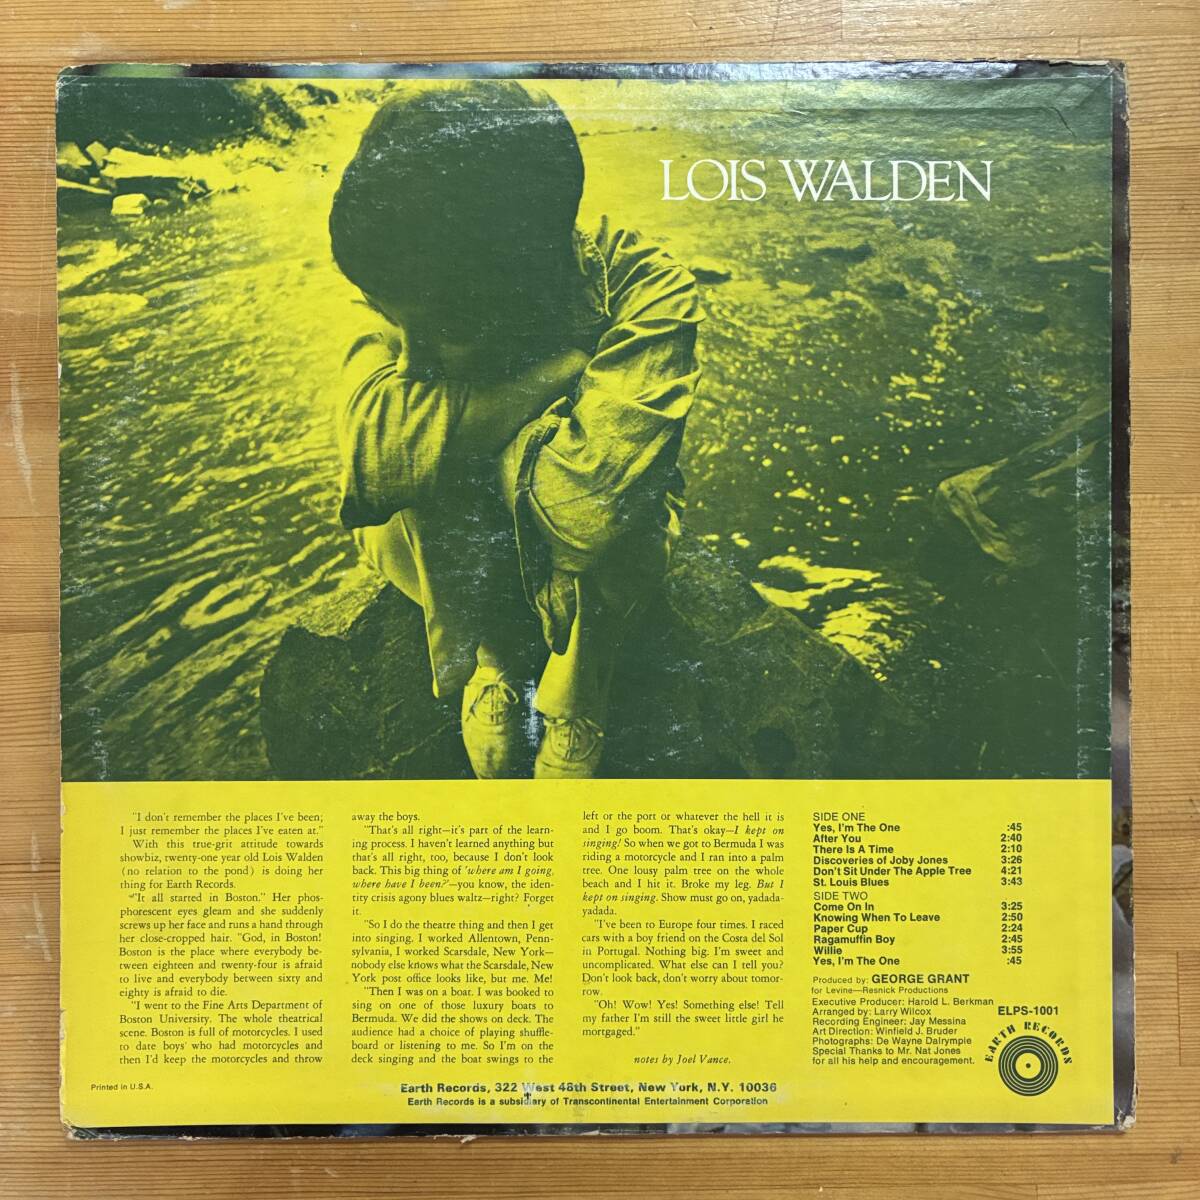 LOIS WALDEN
"I don't remember the places I've been;
I just remember the places I've eaten at."
With this true-grit attitude towards
showbiz, twenty-one year old Lois Walden
(no relation to the pond) is doing her
thing for Earth Records.
"It all started in Boston." Her phos-
phorescent eyes gleam and she suddenly
screws up her face and runs a hand through
her close-cropped hair. "God, in Boston!
Boston is the place where everybody be-
tween eighteen and twenty-four is afraid
to live and everybody between sixty and
eighty is afraid to die.
"I went to the Fine Arts Department of
Boston University. The whole theatrical
scene. Boston is full of motorcycles. I used
to date boys who had motorcycles and
then I'd keep the motorcycles and throw
away the boys.
"That's all right—it's part of the learn-
ing process. I haven't learned anything but
that's all right, too, because I don't look
back. This big thing of 'where am I going,
where have I been?'—you know, the iden-
tity crisis agony blues waltz—right? Forget
it.
"So I do the theatre thing and then I get
into singing. I worked Allentown, Penn-
sylvania, I worked Scarsdale, New York—
nobody else knows what the Scarsdale, New
York post office looks like, but me. Me!
"Then I was on a boat. I was booked to
sing on one of those luxury boats to
Bermuda. We did the shows on deck. The
audience had a choice of playing shuffle-
board or listening to me. So I'm on the
deck singing and the boat swings to the
left or the port or whatever the hell it is
and I go boom. That's okay—I kept on
singing! So when we got to Bermuda I was
riding a motorcycle and I ran into a palm
tree. One lousy palm tree on the whole
beach and I hit it. Broke my leg. But I
kept on singing. Show must go on, yadada-
yadada.
"I've been to Europe four times. I raced
cars with a boy friend on the Costa del Sol
in Portugal. Nothing big. I'm sweet and
uncomplicated. What else can I tell you?
Don't look back, don't worry about tomor-
row.
"Oh! Wow! Yes! Something else! Tell
my father I'm still the sweet little girl he
mortgaged."
notes by Joel Vance.
SIDE ONE
Yes, I'm The One :45
After You 2:40
There Is A Time 2:10
Discoveries of Joby Jones 3:26
Don't Sit Under The Apple Tree 4:21
St. Louis Blues 3:43
SIDE TWO
Come On In 3:25
Knowing When To Leave 2:50
Paper Cup 2:24
Ragamuffin Boy 2:45
Willie 3:55
Yes, I'm The One :45
Produced by: GEORGE GRANT
for Levine—Resnick Productions
Executive Producer: Harold L. Berkman
Arranged by: Larry Wilcox
Recording Engineer: Jay Messina
Art Direction: Winfield J. Bruder
Photographs: De Wayne Dalrymple
Special Thanks to Mr. Nat Jones
for all his help and encouragement.
ELPS-1001
EARTH RECORDS
Printed in U.S.A.
Earth Records, 322 West 48th Street, New York, N.Y. 10036
Earth Records is a subsidiary of Transcontinental Entertainment Corporation